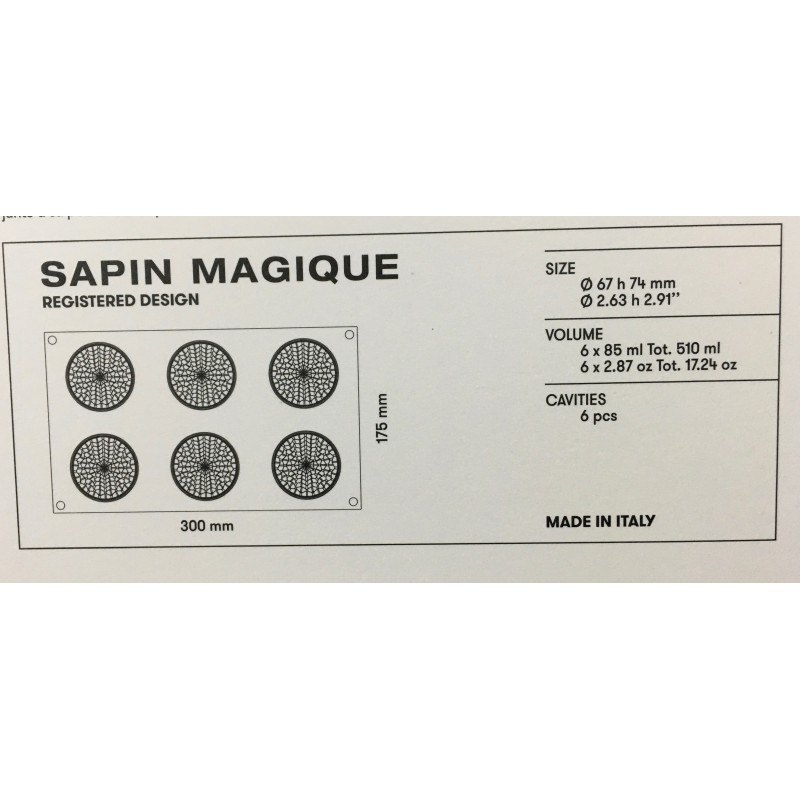 SAPIN MAGIQUE
REGISTERED DESIGN
175 mm
300 mm
SIZE
Ø 67 h 74 mm
Ø 2.63 h 2.91''
VOLUME
6 x 85 ml Tot. 510 ml
6 x 2.87 oz Tot. 17.24 oz
CAVITIES
6 pcs
MADE IN ITALY